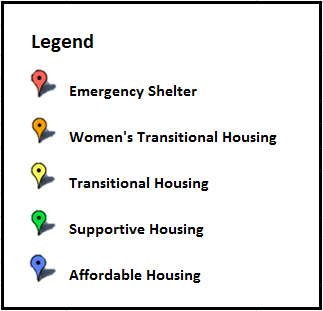 Legend
Emergency Shelter
Women's Transitional Housing
Transitional Housing
Supportive Housing
Affordable Housing